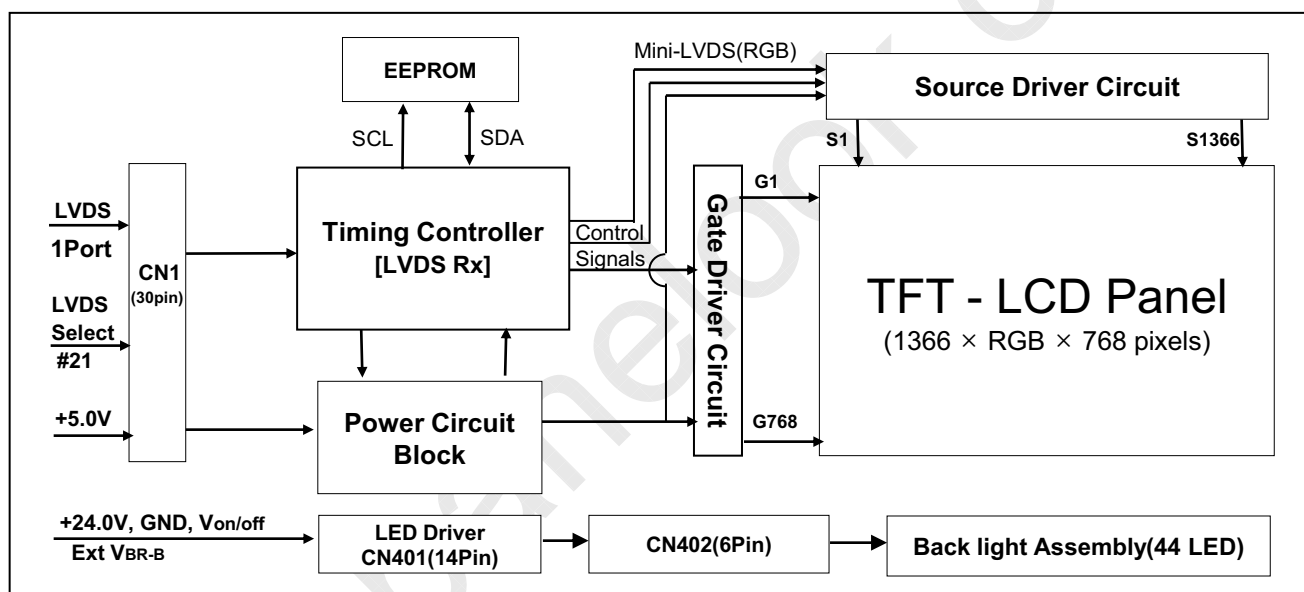 Mini-LVDS(RGB)
EEPROM
Source Driver Circuit
SCL
SDA
S1
S1366
G1
LVDS
1Port
CN1
(30pin)
Timing Controller
[LVDS Rx]
Control
Signals
Gate Driver Circuit
TFT - LCD Panel
(1366 × RGB × 768 pixels)
LVDS
Select
#21
+5.0V
Power Circuit
Block
G768
+24.0V, GND, Von/off
Ext VBR-B
LED Driver
CN401(14Pin)
CN402(6Pin)
Back light Assembly(44 LED)